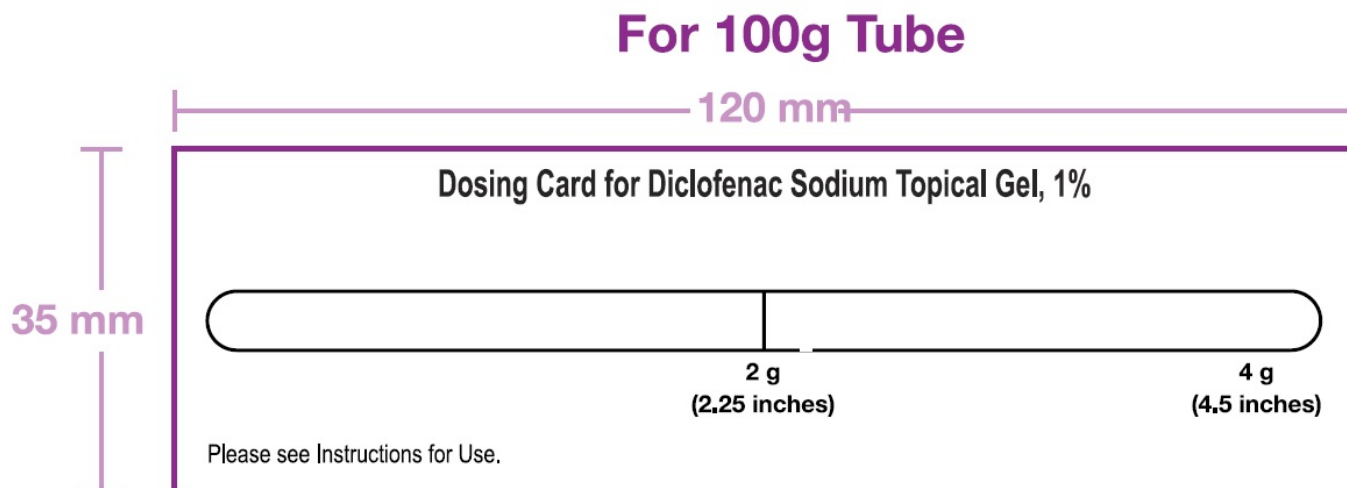 For 100g Tube
120 mm
Dosing Card for Diclofenac Sodium Topical Gel, 1%
35 mm
2 g
(2.25 inches)
4 g
(4.5 inches)
Please see Instructions for Use.